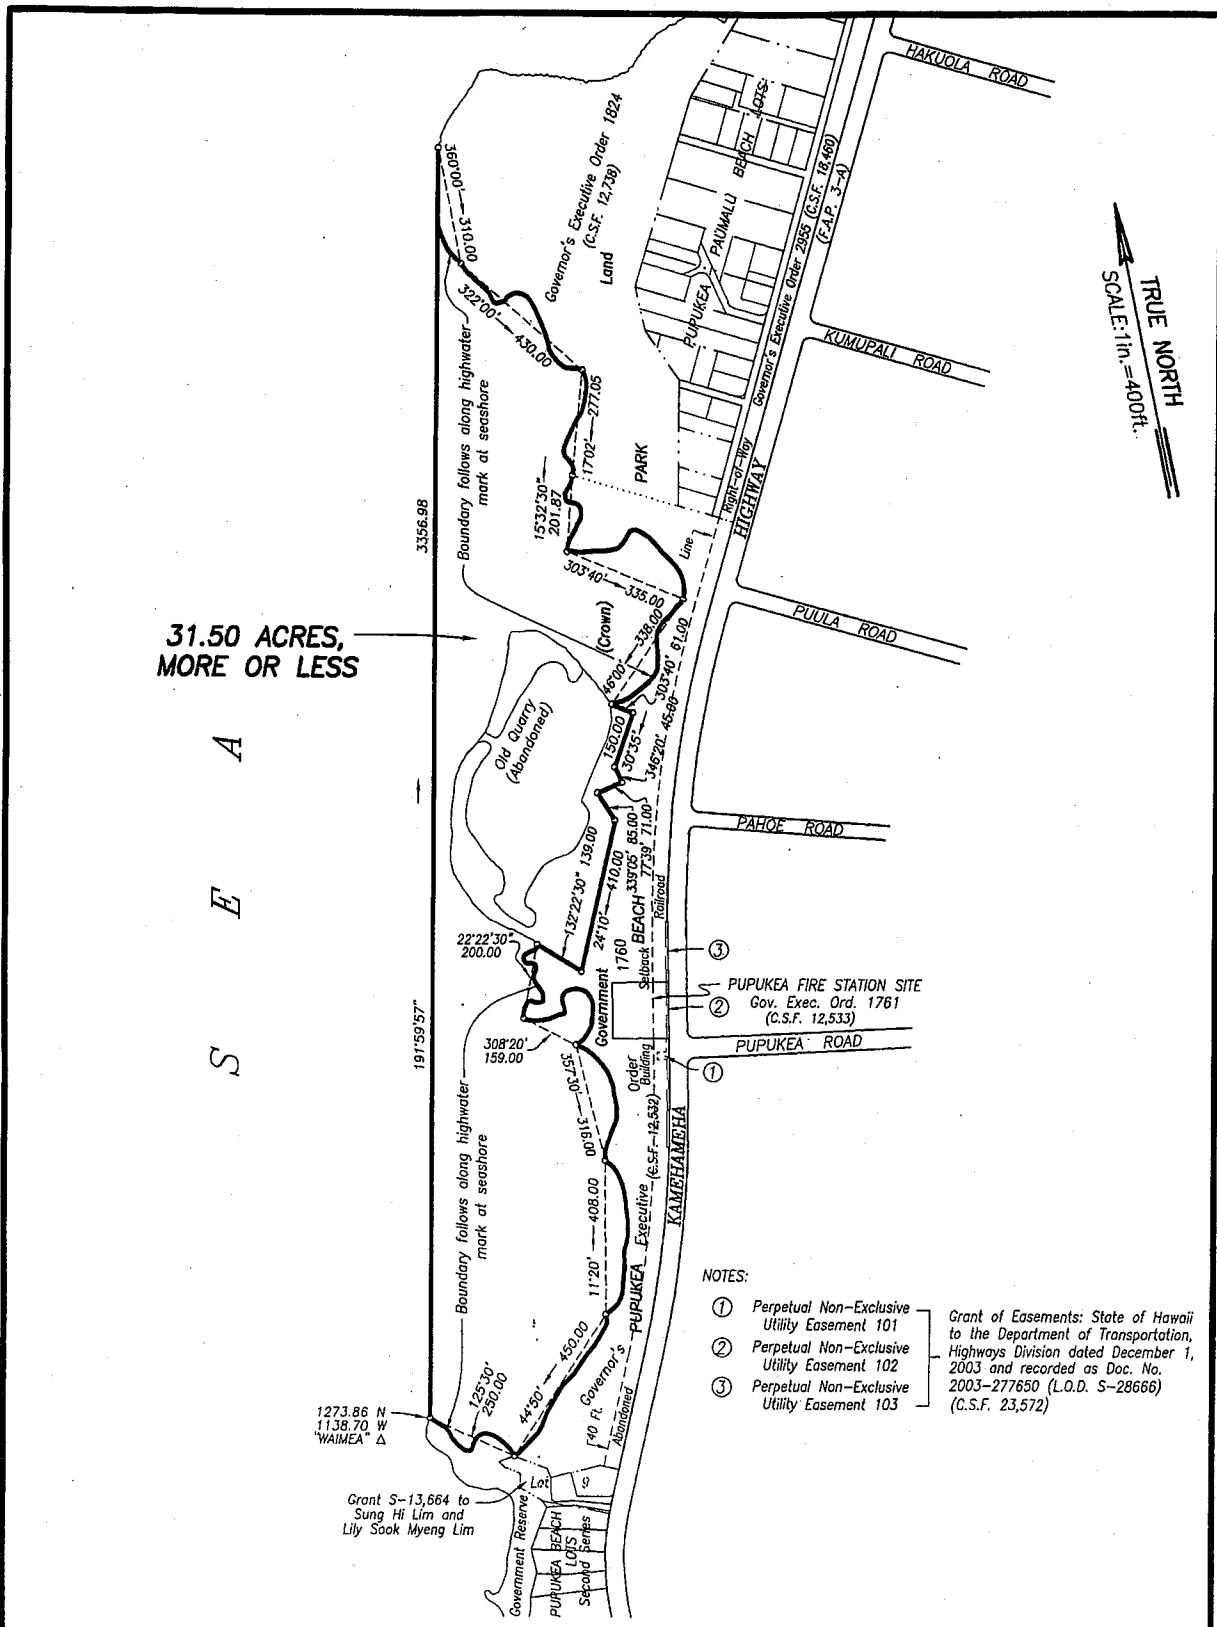 HAKUOLA ROAD
Governor's Executive Order 1824
(C.S.F. 12,738)
Land
PARK
PUPUKEA PAUMALU BEACH LOTS
Governor's Executive Order 2955 (C.S.F. 18,460)
(F.A.P. 3-A)
Right-of-Way
HIGHWAY
TRUE NORTH
SCALE: 1in.=400ft.
KUMUPALI ROAD
360°00' 310.00
322°00' 430.00
17°02' 277.05
15°32'30"
201.87
303°40' 335.00
Line
(Crown)
46°00' 338.00
303°40' 61.00
PUULA ROAD
Boundary follows along highwater
mark at seashore
3356.98
31.50 ACRES,
MORE OR LESS
SEA
Old Quarry
(Abandoned)
150.00
30°35'
346°20' 45.00
PAHOE ROAD
339°05' 85.00
77°39' 71.00
132°22'30" 139.00
24°10' 410.00
BEACH
Railroad
Setback
1760
Government
22°22'30"
200.00
3
PUPUKEA FIRE STATION SITE
2
Gov. Exec. Ord. 1761
(C.S.F. 12,533)
PUPUKEA ROAD
1
Order
Building
308°20'
159.00
357°30' 316.00
191°59'57"
(C.S.F. 12,532)
Executive
KAMEHAMEHA
11°20' 408.00
PUPUKEA
Governor's
Abandoned
40 Ft.
44°50' 450.00
125°30'
250.00
Boundary follows along highwater
mark at seashore
1273.86 N
1138.70 W
"WAIMEA" Δ
Lot 9
Grant S-13,664 to
Sung Hi Lim and
Lily Sook Myeng Lim
Government Reserve
PUPUKEA BEACH
LOTS
Second Series
NOTES:
1 Perpetual Non-Exclusive
Utility Easement 101
2 Perpetual Non-Exclusive
Utility Easement 102
3 Perpetual Non-Exclusive
Utility Easement 103
Grant of Easements: State of Hawaii
to the Department of Transportation,
Highways Division dated December 1,
2003 and recorded as Doc. No.
2003-277650 (L.O.D. S-28666)
(C.S.F. 23,572)